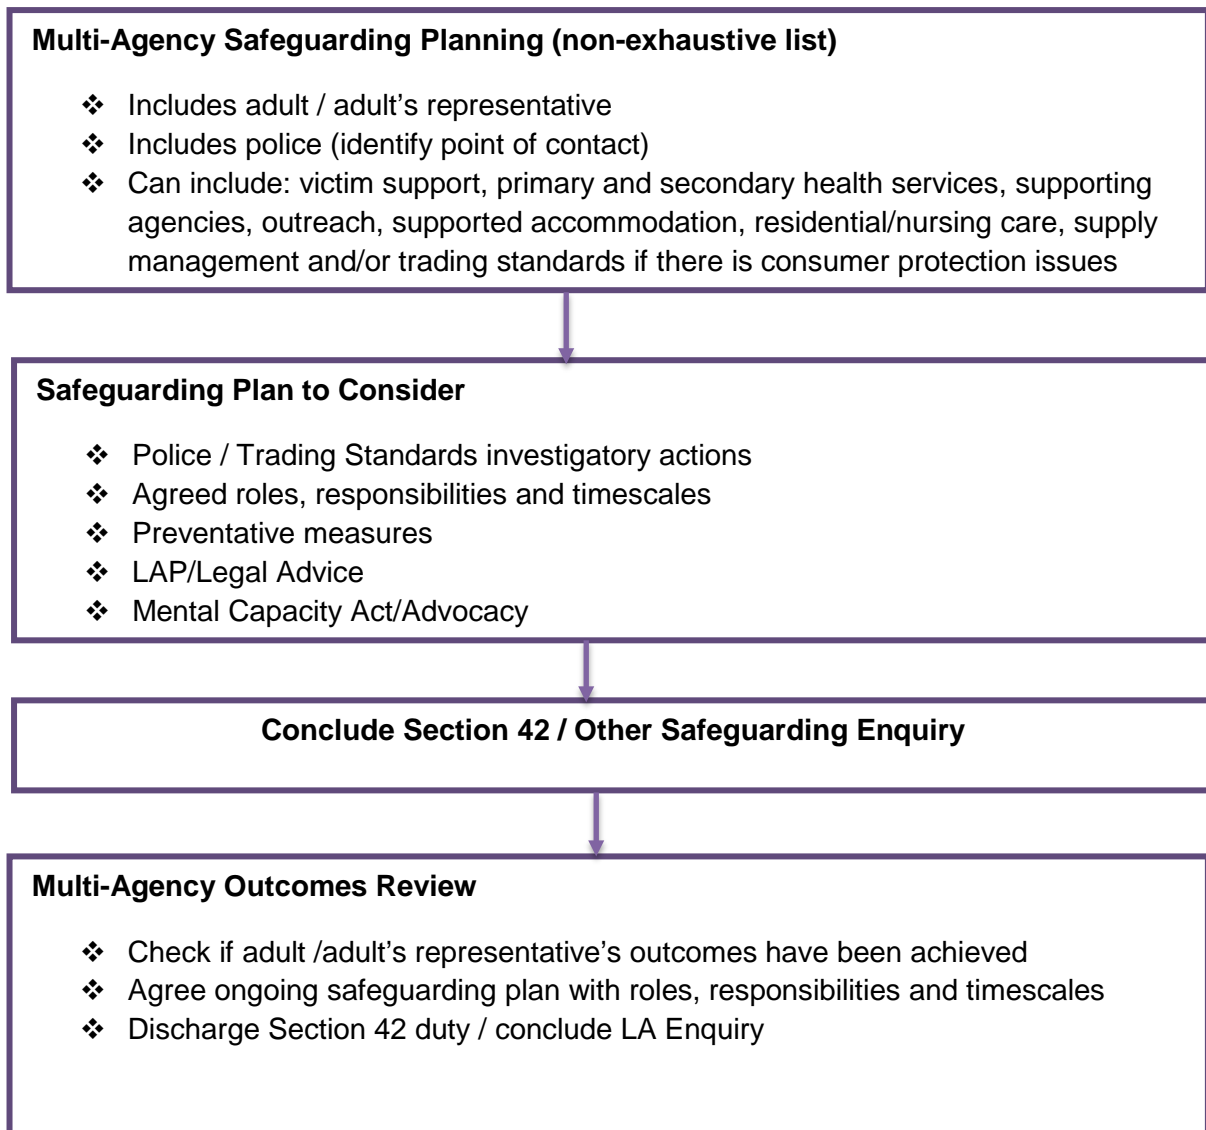 Multi-Agency Safeguarding Planning (non-exhaustive list)
❖ Includes adult / adult’s representative
❖ Includes police (identify point of contact)
❖ Can include: victim support, primary and secondary health services, supporting
agencies, outreach, supported accommodation, residential/nursing care, supply
management and/or trading standards if there is consumer protection issues
Safeguarding Plan to Consider
❖ Police / Trading Standards investigatory actions
❖ Agreed roles, responsibilities and timescales
❖ Preventative measures
❖ LAP/Legal Advice
❖ Mental Capacity Act/Advocacy
Conclude Section 42 / Other Safeguarding Enquiry
Multi-Agency Outcomes Review
❖ Check if adult /adult’s representative’s outcomes have been achieved
❖ Agree ongoing safeguarding plan with roles, responsibilities and timescales
❖ Discharge Section 42 duty / conclude LA Enquiry